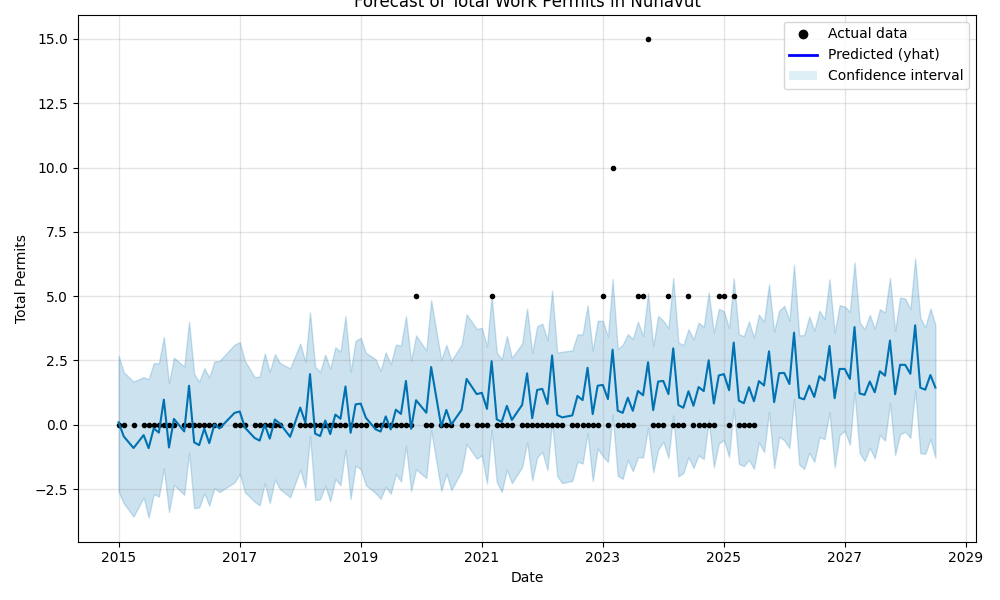 Forecast of Total Work Permits in Nunavut
Actual data
Predicted (yhat)
Confidence interval
15.0
12.5
10.0
7.5
5.0
2.5
0.0
−2.5
Total Permits
2015
2017
2019
2021
2023
2025
2027
2029
Date